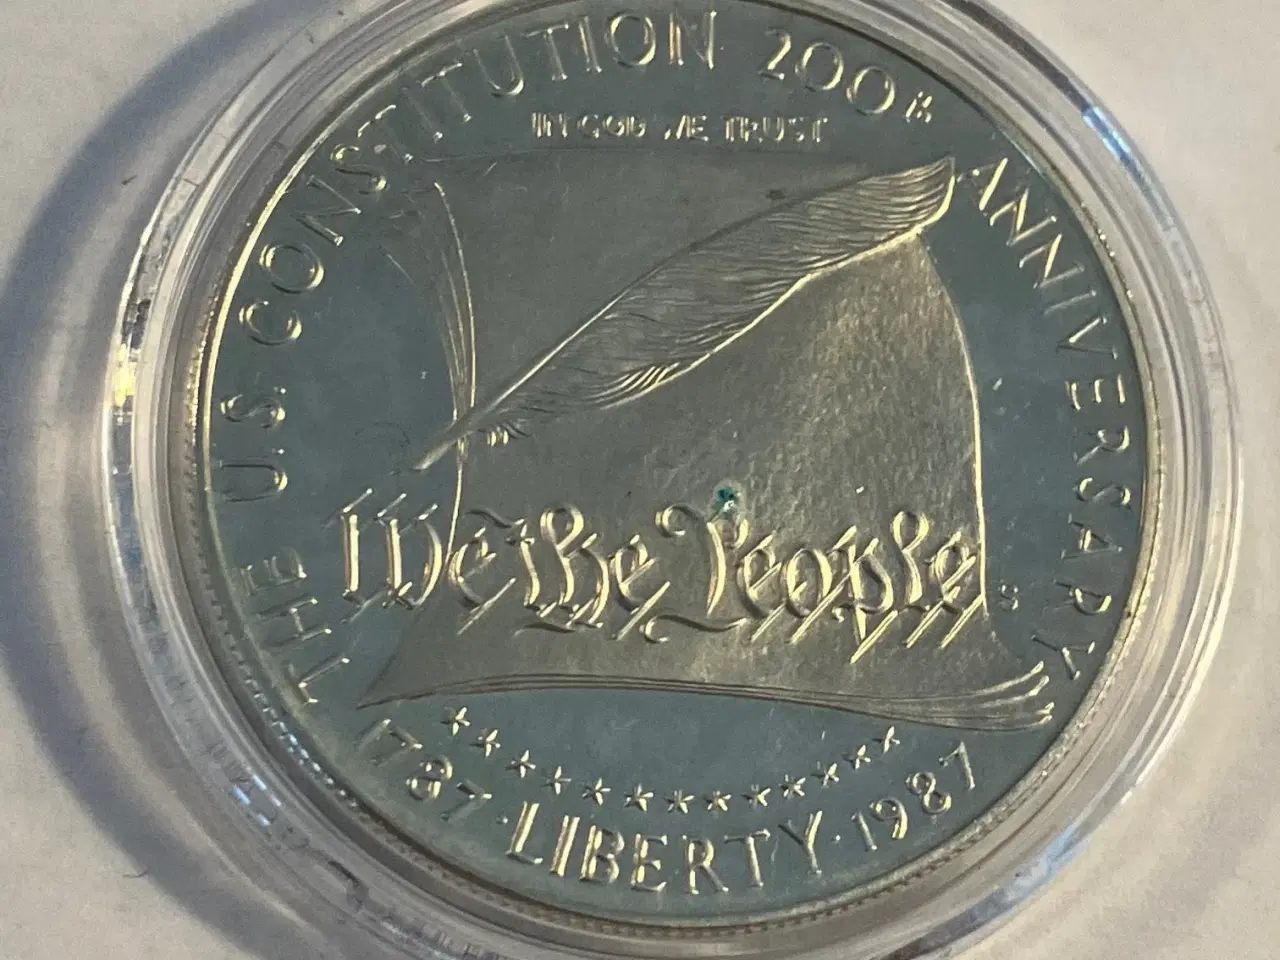 THE U.S. CONSTITUTION 200th ANNIVERSARY
IN GOD WE TRUST
We the People
S
1787 · LIBERTY · 1987